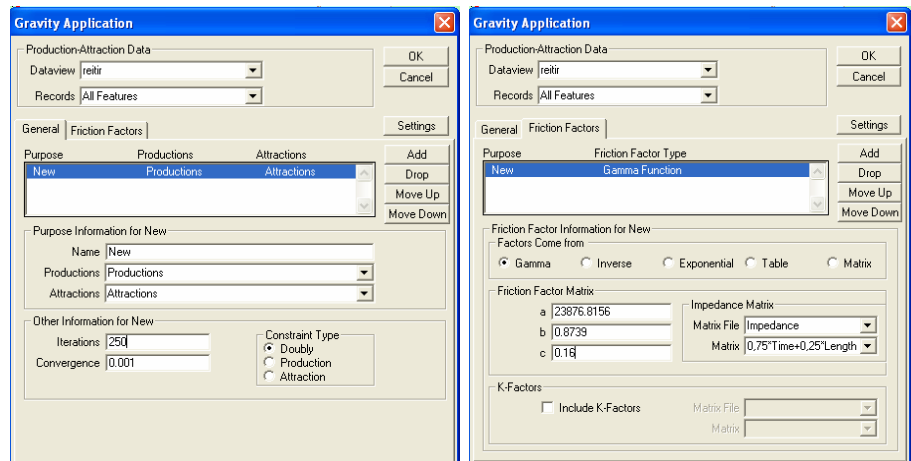 Gravity Application
Production-Attraction Data
Dataview reitir
Records All Features
OK
Cancel
Settings
General Friction Factors
Purpose Productions Attractions
New Productions Attractions
Add
Drop
Move Up
Move Down
Purpose Information for New
Name New
Productions Productions
Attractions Attractions
Other Information for New
Iterations 250
Convergence 0.001
Constraint Type
Doubly
Production
Attraction
Gravity Application
Production-Attraction Data
Dataview reitir
Records All Features
OK
Cancel
Settings
General Friction Factors
Purpose Friction Factor Type
New Gamma Function
Add
Drop
Move Up
Move Down
Friction Factor Information for New
Factors Come from
Gamma Inverse Exponential Table Matrix
Friction Factor Matrix
a 23876.8156
b 0.8739
c 0.16
Impedance Matrix
Matrix File Impedance
Matrix 0,75*Time+0,25*Length
K-Factors
Include K-Factors
Matrix File
Matrix